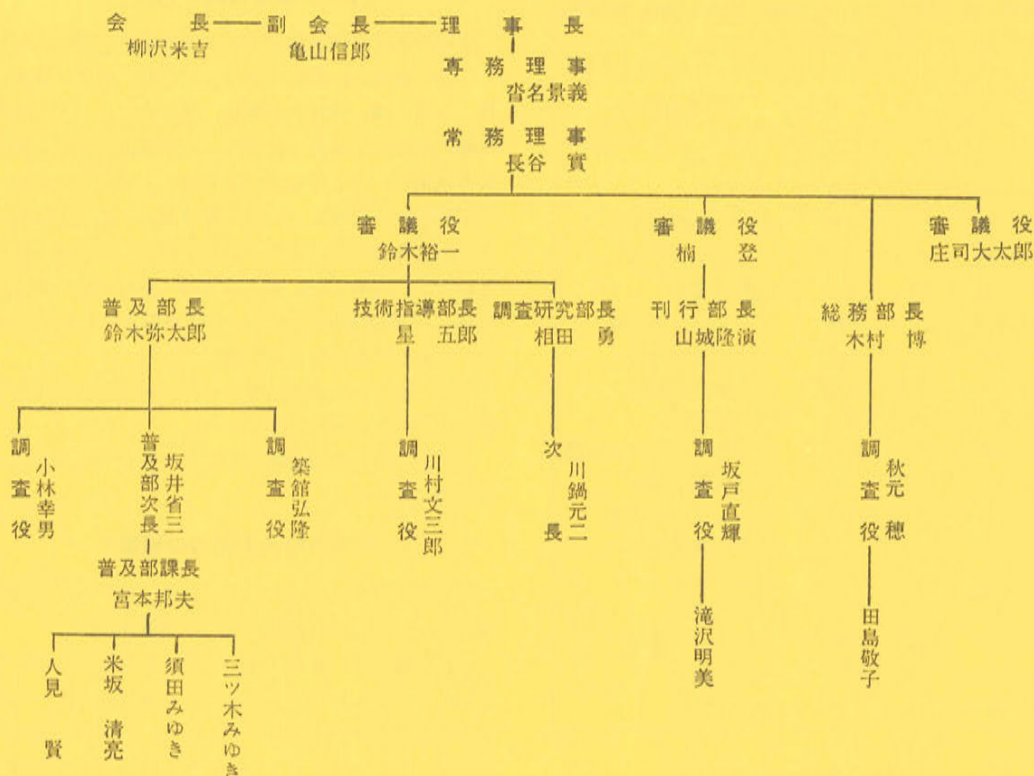 会長 副会長 理事長
柳沢米吉 亀山信郎
専務理事
沓名景義
常務理事
長谷實
審議役 審議役 審議役
鈴木裕一 楠登 庄司大太郎
普及部長 技術指導部長 調査研究部長 刊行部長 総務部長
鈴木弥太郎 星五郎 相田勇 山城隆演 木村博
調査役
小林幸男
普及部次長
坂井省三
調査役
築舘弘隆
調査役
川村文三郎
次長
川鍋元二
調査役
坂戸直輝
調査役
秋元穂
普及部課長
宮本邦夫
滝沢明美
田島敬子
人見賢
米坂清亮
須田みゆき
三ツ木みゆき